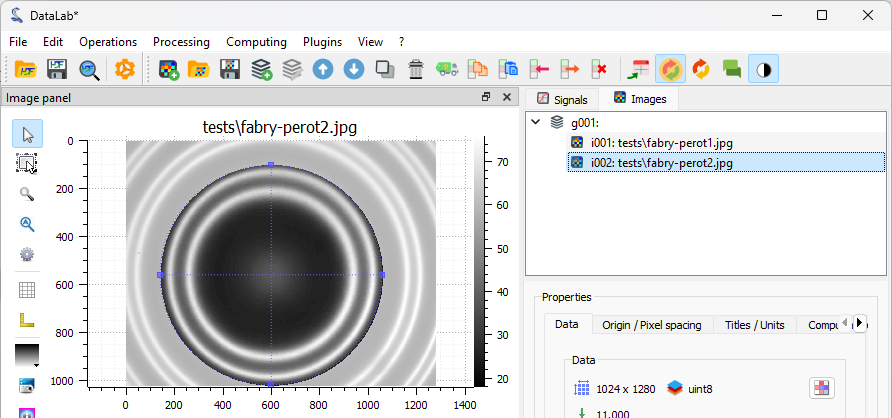 DataLab*
File Edit Operations Processing Computing Plugins View ?
Image panel
Signals Images
tests\fabry-perot2.jpg
g001:
i001: tests\fabry-perot1.jpg
i002: tests\fabry-perot2.jpg
0
200
400
600
800
1000
0 200 400 600 800 1000 1200 1400
70
60
50
40
30
20
Properties
Data Origin / Pixel spacing Titles / Units
Data
1024 x 1280 uint8
11.000